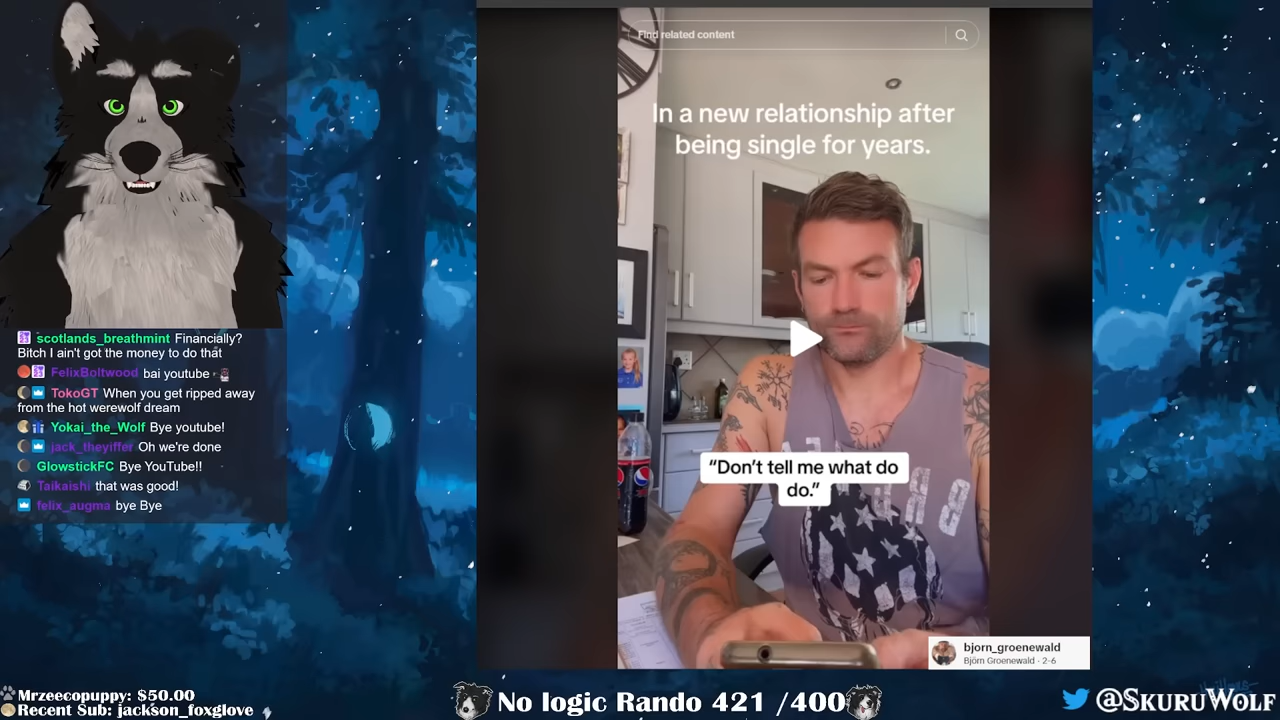 Find related content
In a new relationship after
being single for years.
"Don't tell me what do
do."
bjorn_groenewald
Björn Groenewald · 2-6
scotlands_breathmint Financially?
Bitch I ain't got the money to do that
FelixBoltwood bai youtube
TokoGT When you get ripped away
from the hot werewolf dream
Yokai_the_Wolf Bye youtube!
jack_theyiffer Oh we're done
GlowstickFC Bye YouTube!!
Taikaishi that was good!
felix_augma bye Bye
Mrzeecopuppy: $50.00
Recent Sub: jackson_foxglove
No logic Rando 421 /400
@SkuruWolf